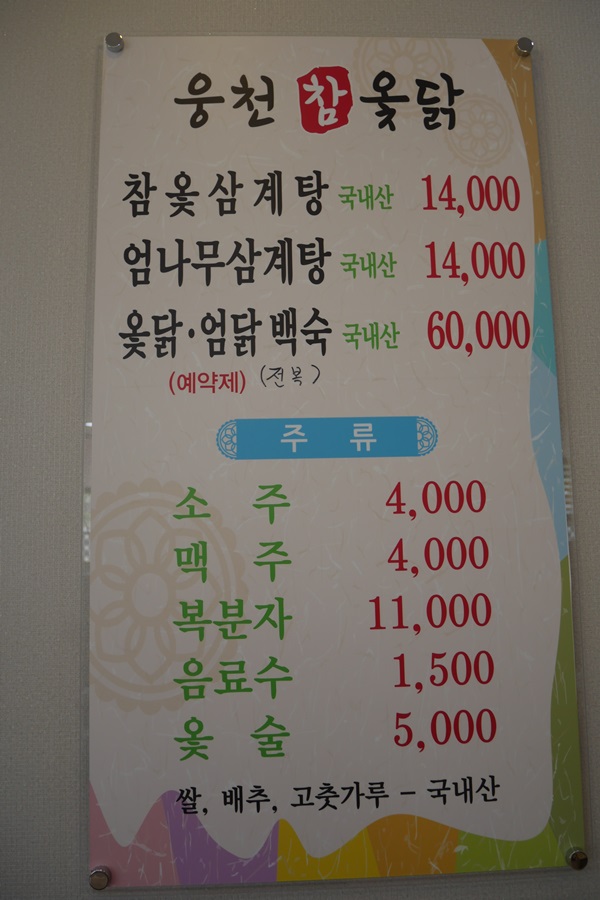 웅천 참 옻닭
참옻삼계탕 국내산 14,000
엄나무삼계탕 국내산 14,000
옻닭·엄닭백숙 국내산 60,000
(예약제) (전복)
주 류
소 주 4,000
맥 주 4,000
복분자 11,000
음료수 1,500
옻 술 5,000
쌀, 배추, 고춧가루 - 국내산